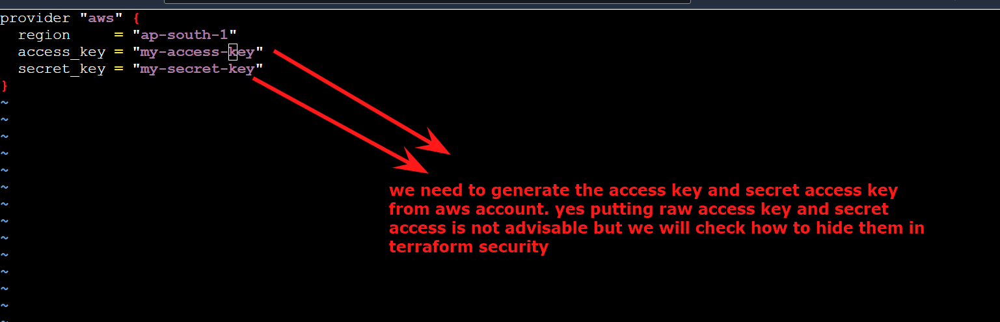 provider "aws" {
  region     = "ap-south-1"
  access_key = "my-access-key"
  secret_key = "my-secret-key"
}
~
~
~
~
~
~
~
~
~
~
~
~
~
~
we need to generate the access key and secret access key
from aws account. yes putting raw access key and secret
access is not advisable but we will check how to hide them in
terraform security